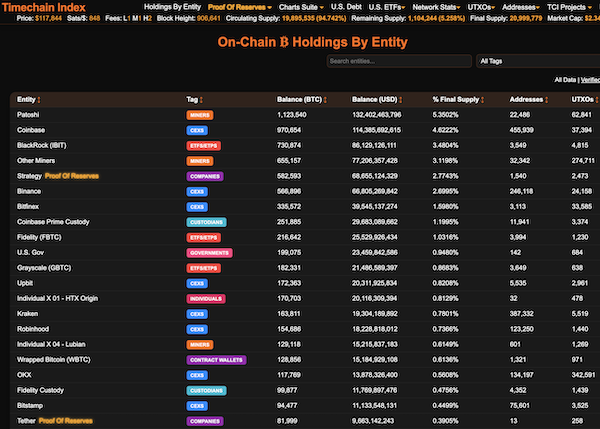 Timechain Index
Holdings By Entity Proof Of Reserves Charts Suite U.S. Debt U.S. ETFs Network Stats UTXOs Addresses TCI Projects
Price: $117,844 Sats/$: 848 Fees: L1 M1 H2 Block Height: 906,641 Circulating Supply: 19,895,535 (94.742%) Remaining Supply: 1,104,244 (5.258%) Final Supply: 20,999,779 Market Cap: $2.34
On-Chain ₿ Holdings By Entity
Search entities... All Tags
All Data | Verified
Entity Tag Balance (BTC) Balance (USD) % Final Supply Addresses UTXOs
Patoshi MINERS 1,123,540 132,402,463,796 5.3502% 22,486 62,841
Coinbase CEXS 970,654 114,385,692,615 4.6222% 455,939 37,394
BlackRock (IBIT) ETFS/ETPS 730,874 86,129,126,111 3.4804% 3,549 4,815
Other Miners MINERS 655,157 77,206,357,428 3.1198% 32,342 274,711
Strategy Proof Of Reserves COMPANIES 582,593 68,655,124,329 2.7743% 1,540 2,473
Binance CEXS 566,896 66,805,269,842 2.6995% 246,118 24,158
Bitfinex CEXS 335,572 39,545,137,274 1.5980% 3,113 33,585
Coinbase Prime Custody CUSTODIANS 251,885 29,683,089,662 1.1995% 11,941 3,374
Fidelity (FBTC) ETFS/ETPS 216,642 25,529,926,434 1.0316% 3,994 1,230
U.S. Gov GOVERNMENTS 199,075 23,459,842,586 0.9480% 142 684
Grayscale (GBTC) ETFS/ETPS 182,331 21,486,589,397 0.8683% 3,649 638
Upbit CEXS 172,363 20,311,925,834 0.8208% 5,535 2,961
Individual X 01 - HTX Origin INDIVIDUALS 170,703 20,116,309,394 0.8129% 32 478
Kraken CEXS 163,811 19,304,189,892 0.7801% 387,332 5,519
Robinhood CEXS 154,686 18,228,818,012 0.7366% 123,250 1,440
Individual X 04 - Lubian MINERS 129,118 15,215,837,183 0.6149% 601 1,269
Wrapped Bitcoin (WBTC) CONTRACT WALLETS 128,856 15,184,929,108 0.6136% 1,321 971
OKX CEXS 117,769 13,878,326,400 0.5608% 134,197 342,591
Fidelity Custody CUSTODIANS 99,877 11,769,897,476 0.4756% 4,352 1,439
Bitstamp CEXS 94,477 11,133,548,131 0.4499% 75,601 3,525
Tether Proof Of Reserves COMPANIES 81,999 9,663,142,243 0.3905% 13 258